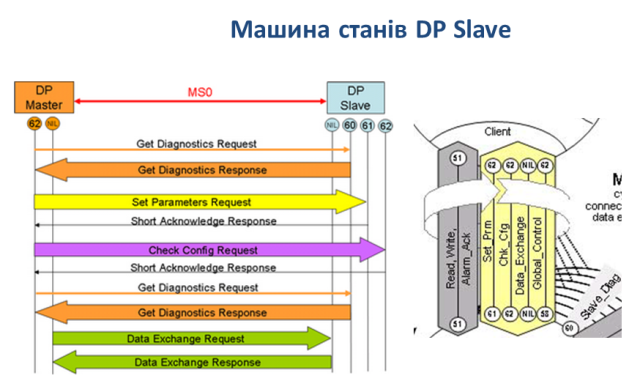 Машина станів DP Slave
DP
Master
MS0
DP
Slave
62
NIL
NIL
60
61
62
Get Diagnostics Request
Get Diagnostics Response
Set Parameters Request
Short Acknowledge Response
Check Config Request
Short Acknowledge Response
Get Diagnostics Request
Get Diagnostics Response
Data Exchange Request
Data Exchange Response
Client
51
62
62
NIL
62
Read, Write,
Alarm_Ack
Set_Prm
Chk_Cfg
Data_Exchange
Global_Control
51
61
62
NIL
58
60
Slave_Diag
M
connec
data e